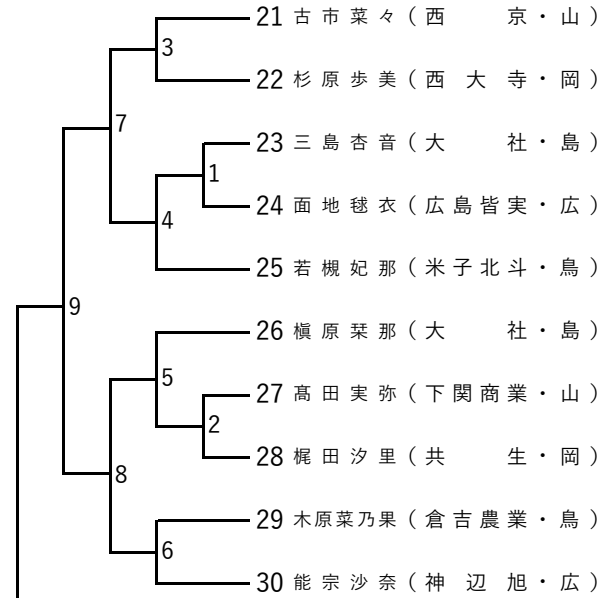 21 古市菜々（西京・山）
3
22 杉原歩美（西大寺・岡）
7
23 三島杏音（大社・島）
1
24 面地毬衣（広島皆実・広）
4
25 若槻妃那（米子北斗・鳥）
9
26 槇原栞那（大社・島）
5
27 髙田実弥（下関商業・山）
2
28 梶田汐里（共生・岡）
8
29 木原菜乃果（倉吉農業・鳥）
6
30 能宗沙奈（神辺旭・広）